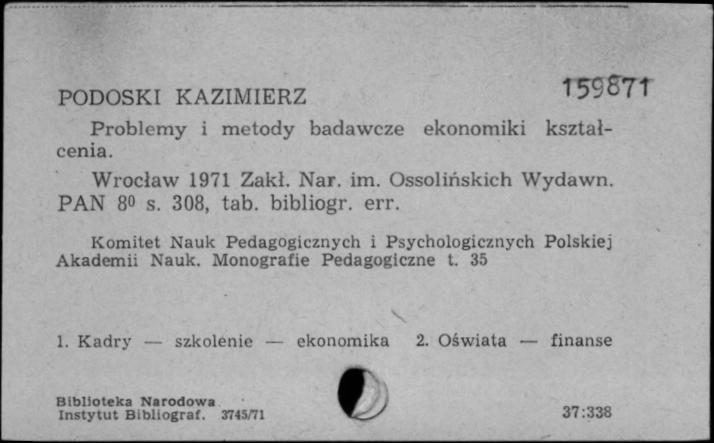 159871
PODOSKI KAZIMIERZ
Problemy i metody badawcze ekonomiki kształ-
cenia.
Wrocław 1971 Zakł. Nar. im. Ossolińskich Wydawn.
PAN 8⁰ s. 308, tab. bibliogr. err.
Komitet Nauk Pedagogicznych i Psychologicznych Polskiej
Akademii Nauk. Monografie Pedagogiczne t. 35
1. Kadry — szkolenie — ekonomika 2. Oświata — finanse
Biblioteka Narodowa
Instytut Bibliograf. 3745/71
37:338